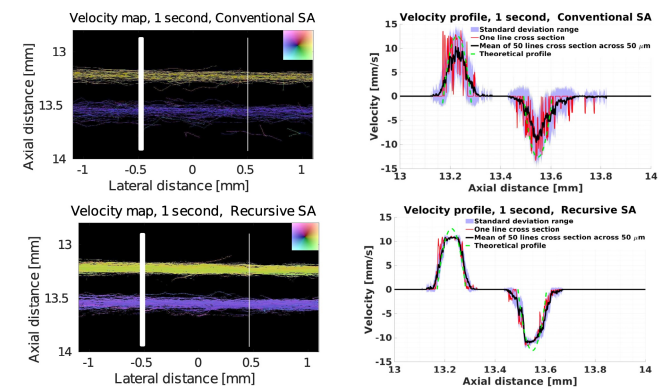 Velocity map, 1 second, Conventional SA
13
13.5
14
Axial distance [mm]
-1
-0.5
0
0.5
1
Lateral distance [mm]
Velocity profile, 1 second, Conventional SA
Standard deviation range
One line cross section
Mean of 50 lines cross section across 50 μm
Theoretical profile
15
10
5
0
-5
-10
-15
Velocity [mm/s]
13
13.2
13.4
13.6
13.8
14
Axial distance [mm]
Velocity map, 1 second, Recursive SA
13
13.5
14
Axial distance [mm]
-1
-0.5
0
0.5
1
Lateral distance [mm]
Velocity profile, 1 second, Recursive SA
Standard deviation range
One line cross section
Mean of 50 lines cross section across 50 μm
Theoretical profile
15
10
5
0
-5
-10
-15
Velocity [mm/s]
13
13.2
13.4
13.6
13.8
14
Axial distance [mm]